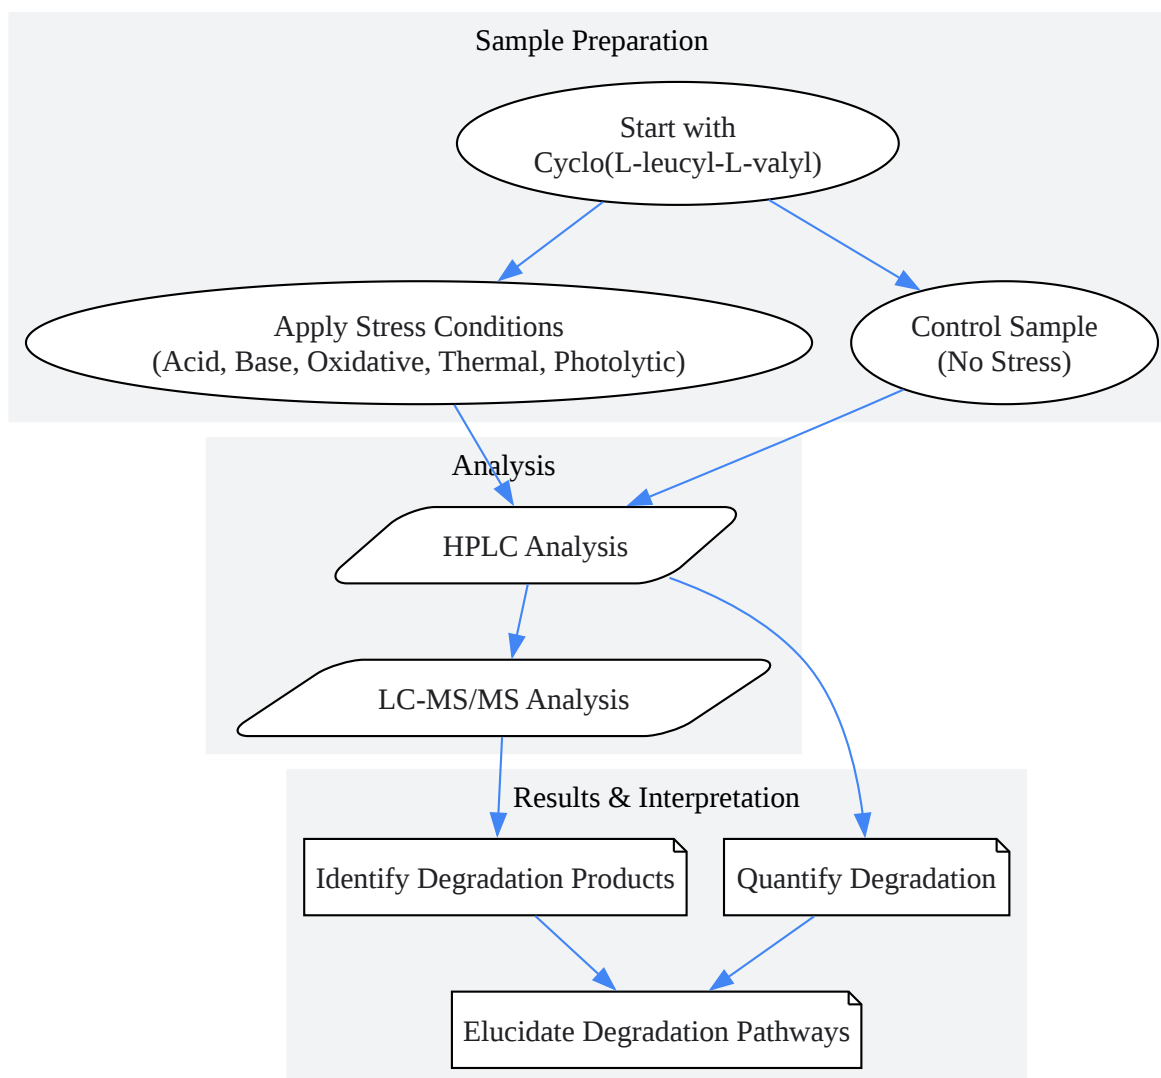 Sample Preparation
Start with
Cyclo(L-leucyl-L-valyl)
Apply Stress Conditions
(Acid, Base, Oxidative, Thermal, Photolytic)
Control Sample
(No Stress)
Analysis
HPLC Analysis
LC-MS/MS Analysis
Results & Interpretation
Identify Degradation Products
Quantify Degradation
Elucidate Degradation Pathways